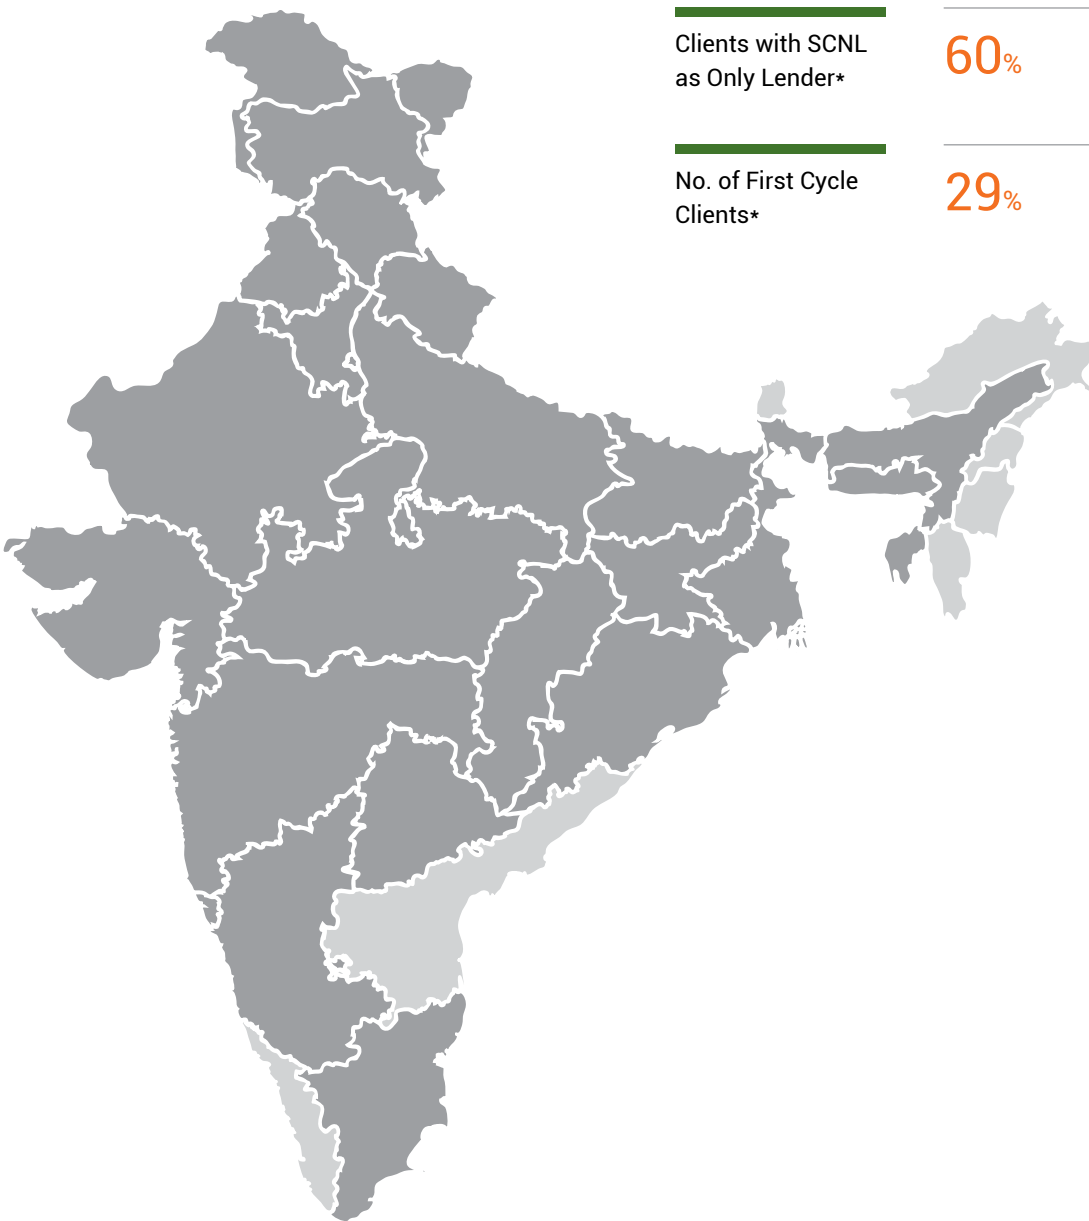 Clients with SCNL
as Only Lender*
60%
No. of First Cycle
Clients*
29%